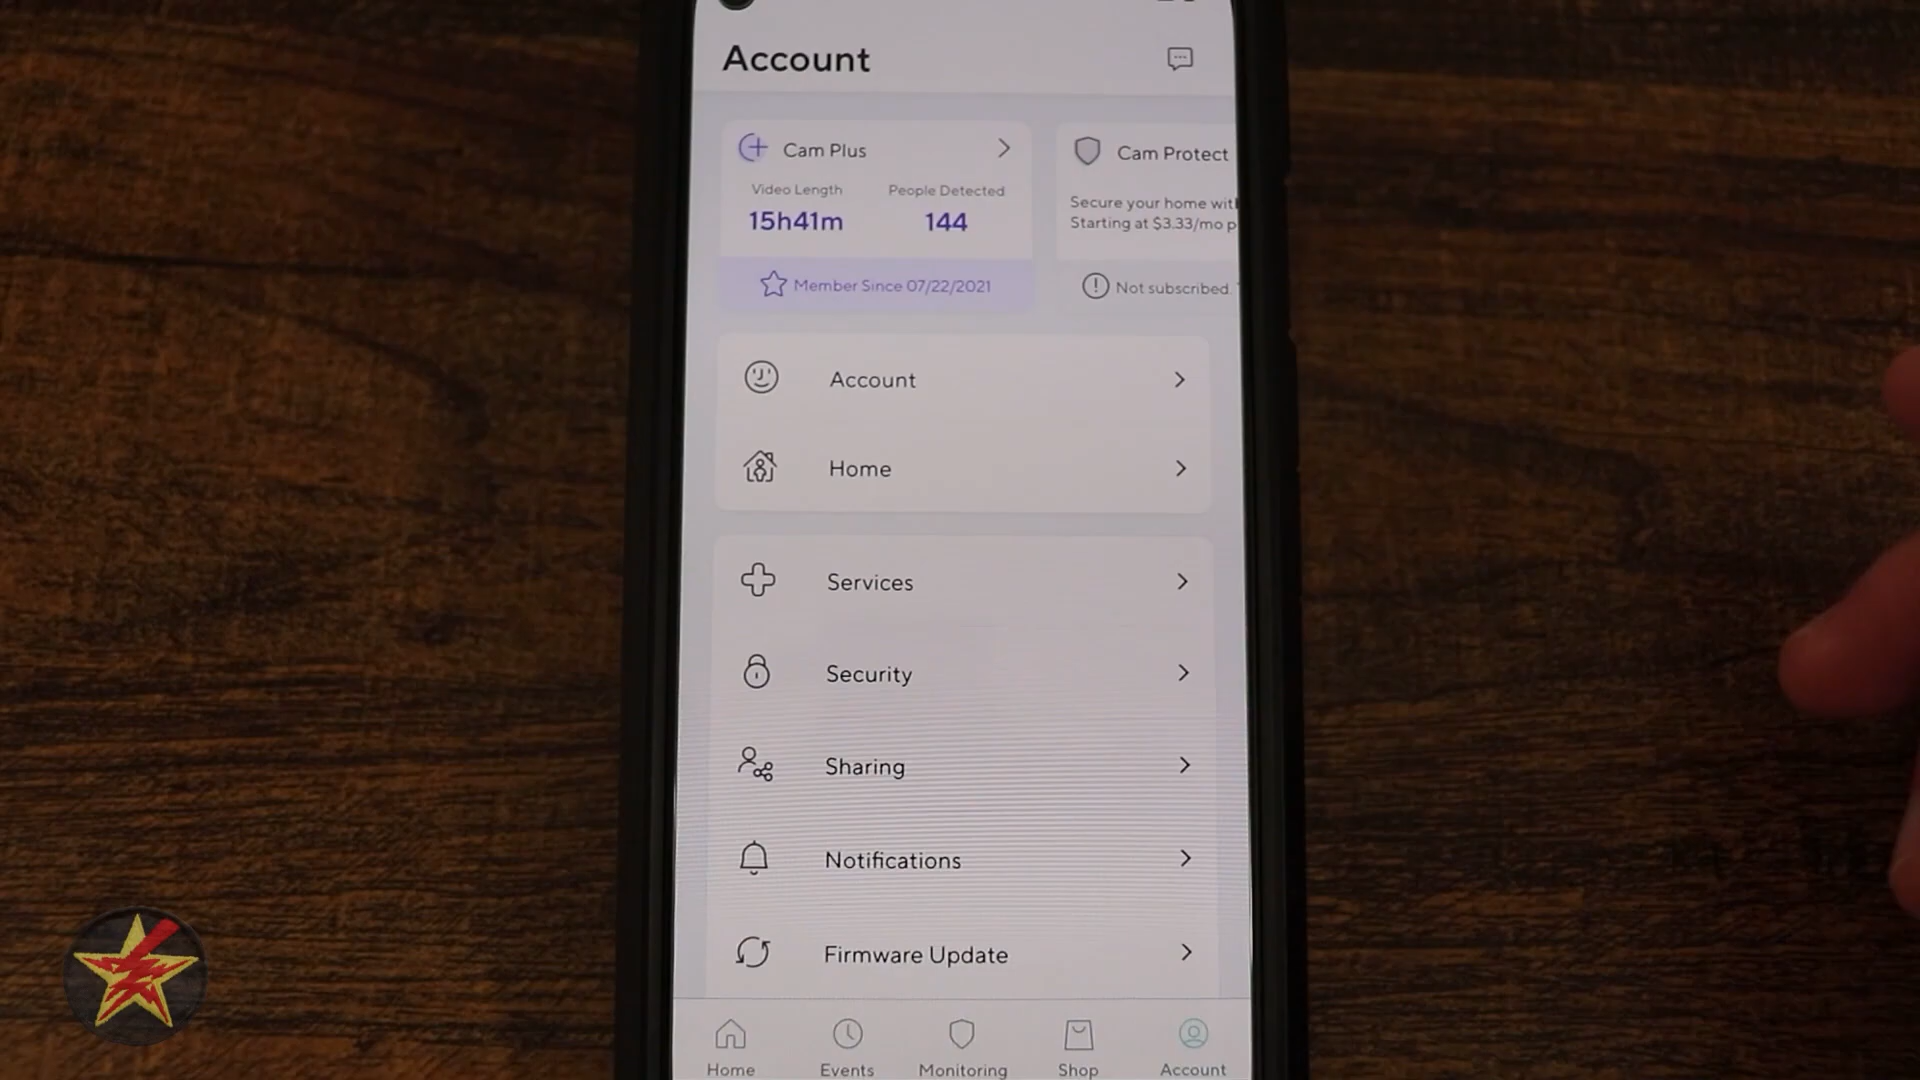 Account
Cam Plus
Video Length People Detected
15h41m 144
Member Since 07/22/2021
Cam Protect
Secure your home with
Starting at $3.33/mo p
Not subscribed.
Account
Home
Services
Security
Sharing
Notifications
Firmware Update
Home Events Monitoring Shop Account